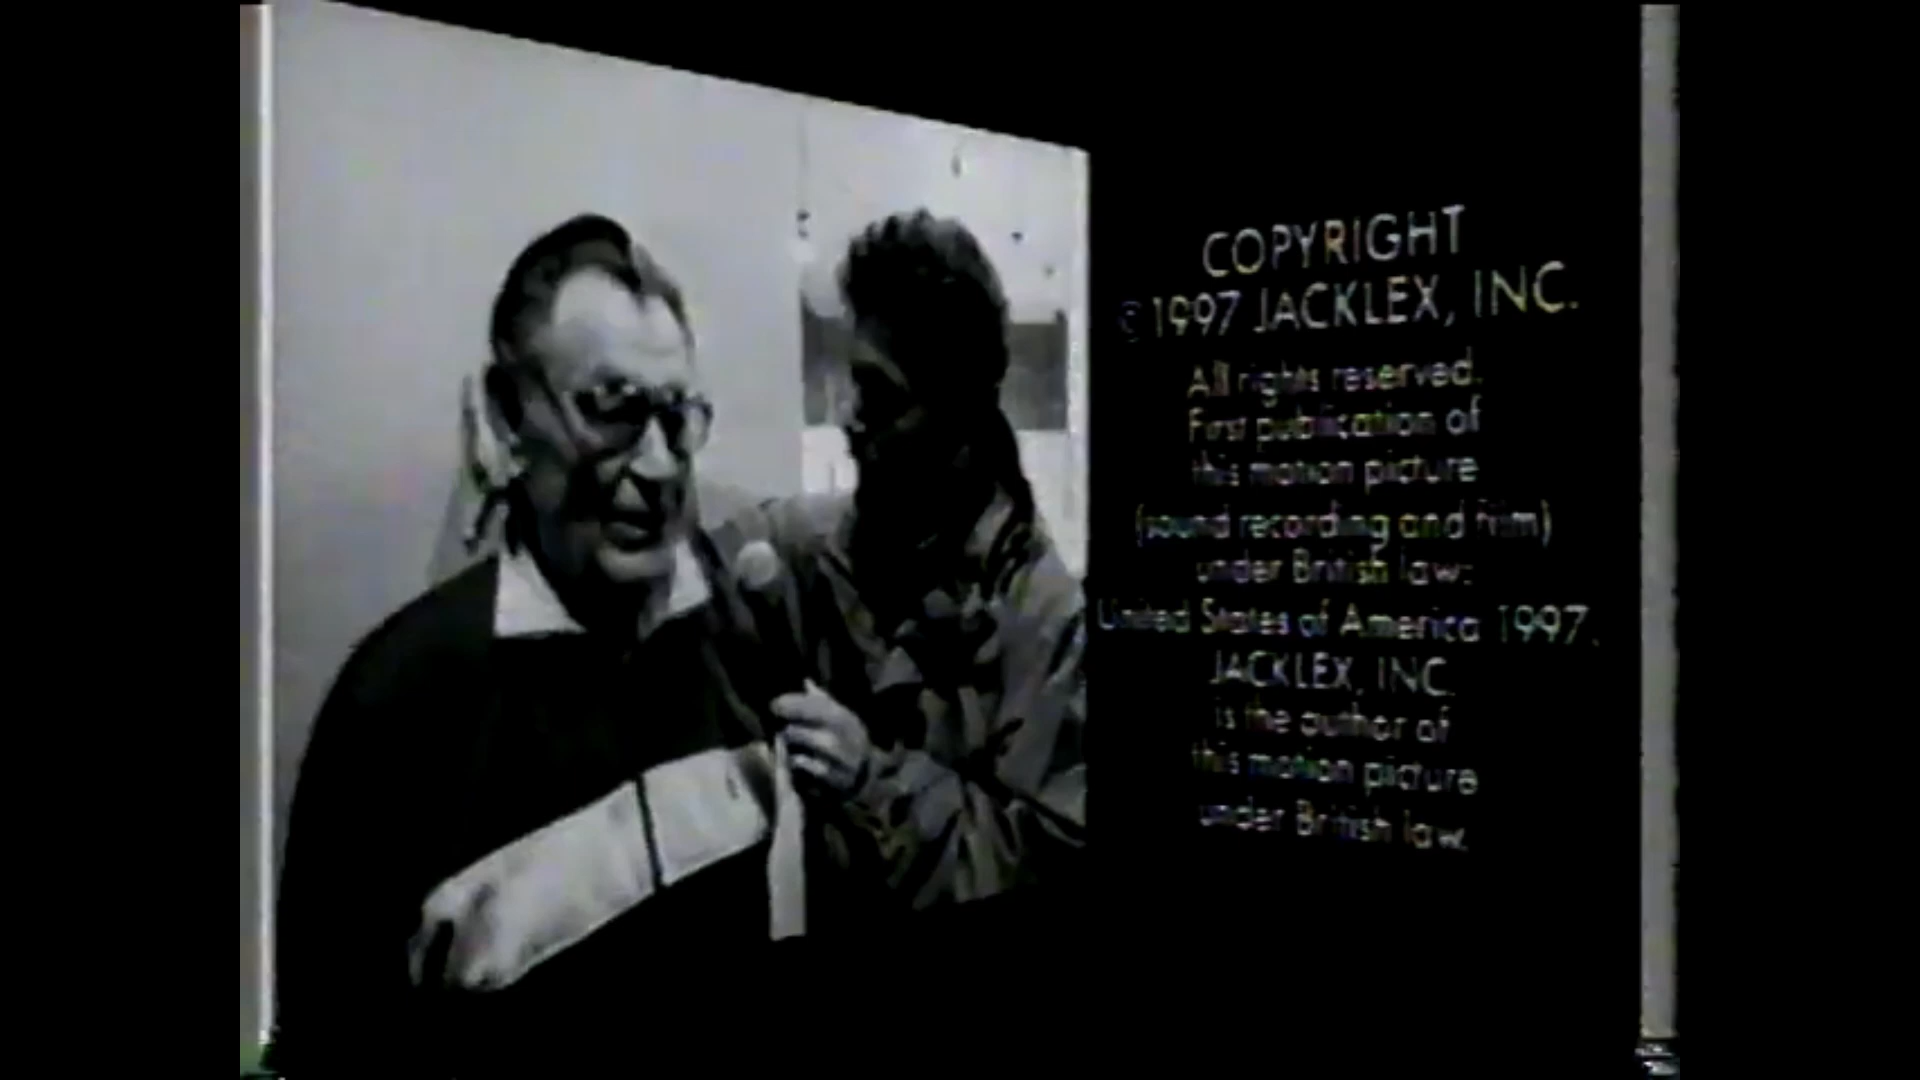 COPYRIGHT
©1997 JACKLEX, INC.
All rights reserved.
First publication of
this motion picture
(sound recording and film)
under British law:
United States of America 1997.
JACKLEX, INC.
is the author of
this motion picture
under British law.